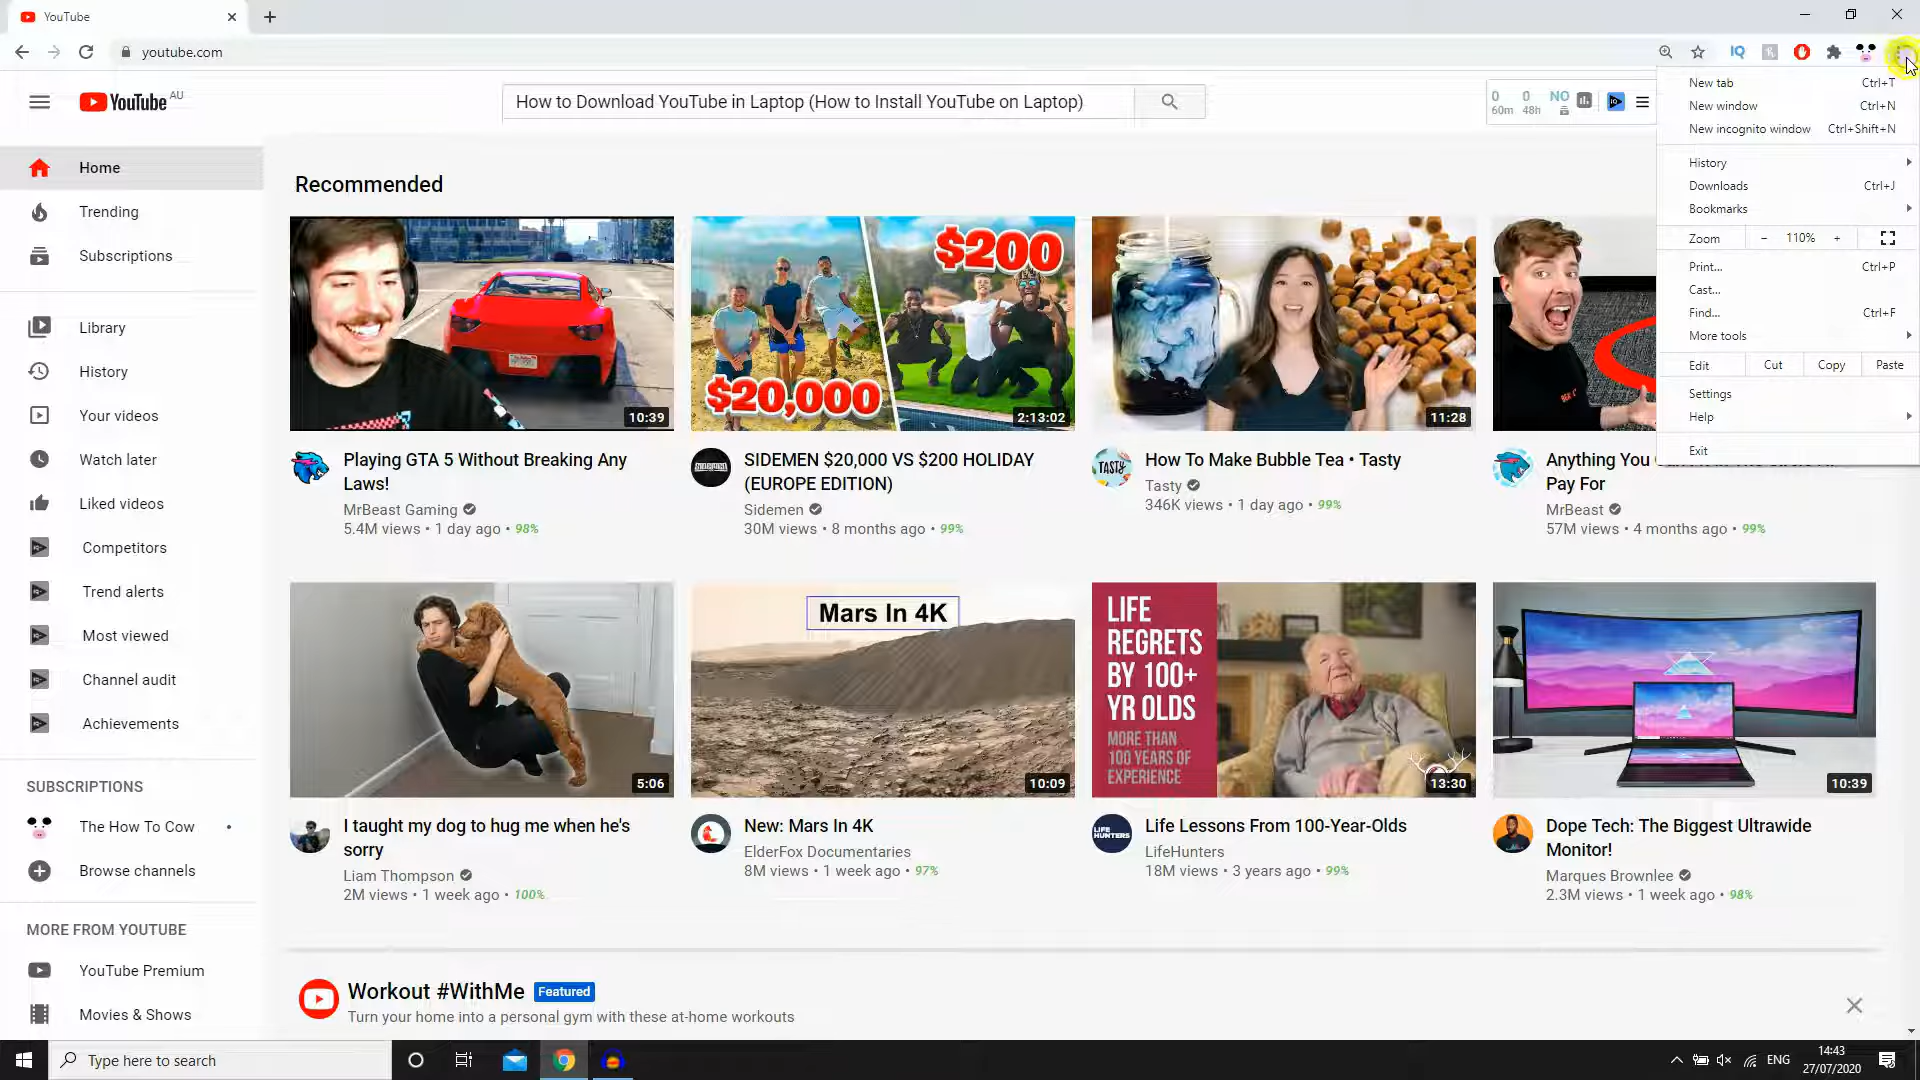 YouTube
youtube.com
IQ
YouTube AU
How to Download YouTube in Laptop (How to Install YouTube on Laptop)
0 0 NO
60m 48h
New tab Ctrl+T
New window Ctrl+N
New incognito window Ctrl+Shift+N
History
Downloads Ctrl+J
Bookmarks
Zoom - 110% +
Print... Ctrl+P
Cast...
Find... Ctrl+F
More tools
Edit Cut Copy Paste
Settings
Help
Exit
Home
Trending
Subscriptions
Library
History
Your videos
Watch later
Liked videos
Competitors
Trend alerts
Most viewed
Channel audit
Achievements
SUBSCRIPTIONS
The How To Cow •
Browse channels
MORE FROM YOUTUBE
YouTube Premium
Movies & Shows
Recommended
10:39
$200
$20,000
2:13:02
11:28
Playing GTA 5 Without Breaking Any
Laws!
MrBeast Gaming
5.4M views • 1 day ago • 98%
SIDEMEN
SIDEMEN $20,000 VS $200 HOLIDAY
(EUROPE EDITION)
Sidemen
30M views • 8 months ago • 99%
TASTY
How To Make Bubble Tea • Tasty
Tasty
346K views • 1 day ago • 99%
Anything You
Pay For
MrBeast
57M views • 4 months ago • 99%
5:06
Mars In 4K
10:09
LIFE
REGRETS
BY 100+
YR OLDS
MORE THAN
100 YEARS OF
EXPERIENCE
13:30
10:39
I taught my dog to hug me when he's
sorry
Liam Thompson
2M views • 1 week ago • 100%
New: Mars In 4K
ElderFox Documentaries
8M views • 1 week ago • 97%
LIFE
HUNTERS
Life Lessons From 100-Year-Olds
LifeHunters
18M views • 3 years ago • 99%
Dope Tech: The Biggest Ultrawide
Monitor!
Marques Brownlee
2.3M views • 1 week ago • 98%
Workout #WithMe Featured
Turn your home into a personal gym with these at-home workouts
Type here to search
ENG
14:43
27/07/2020